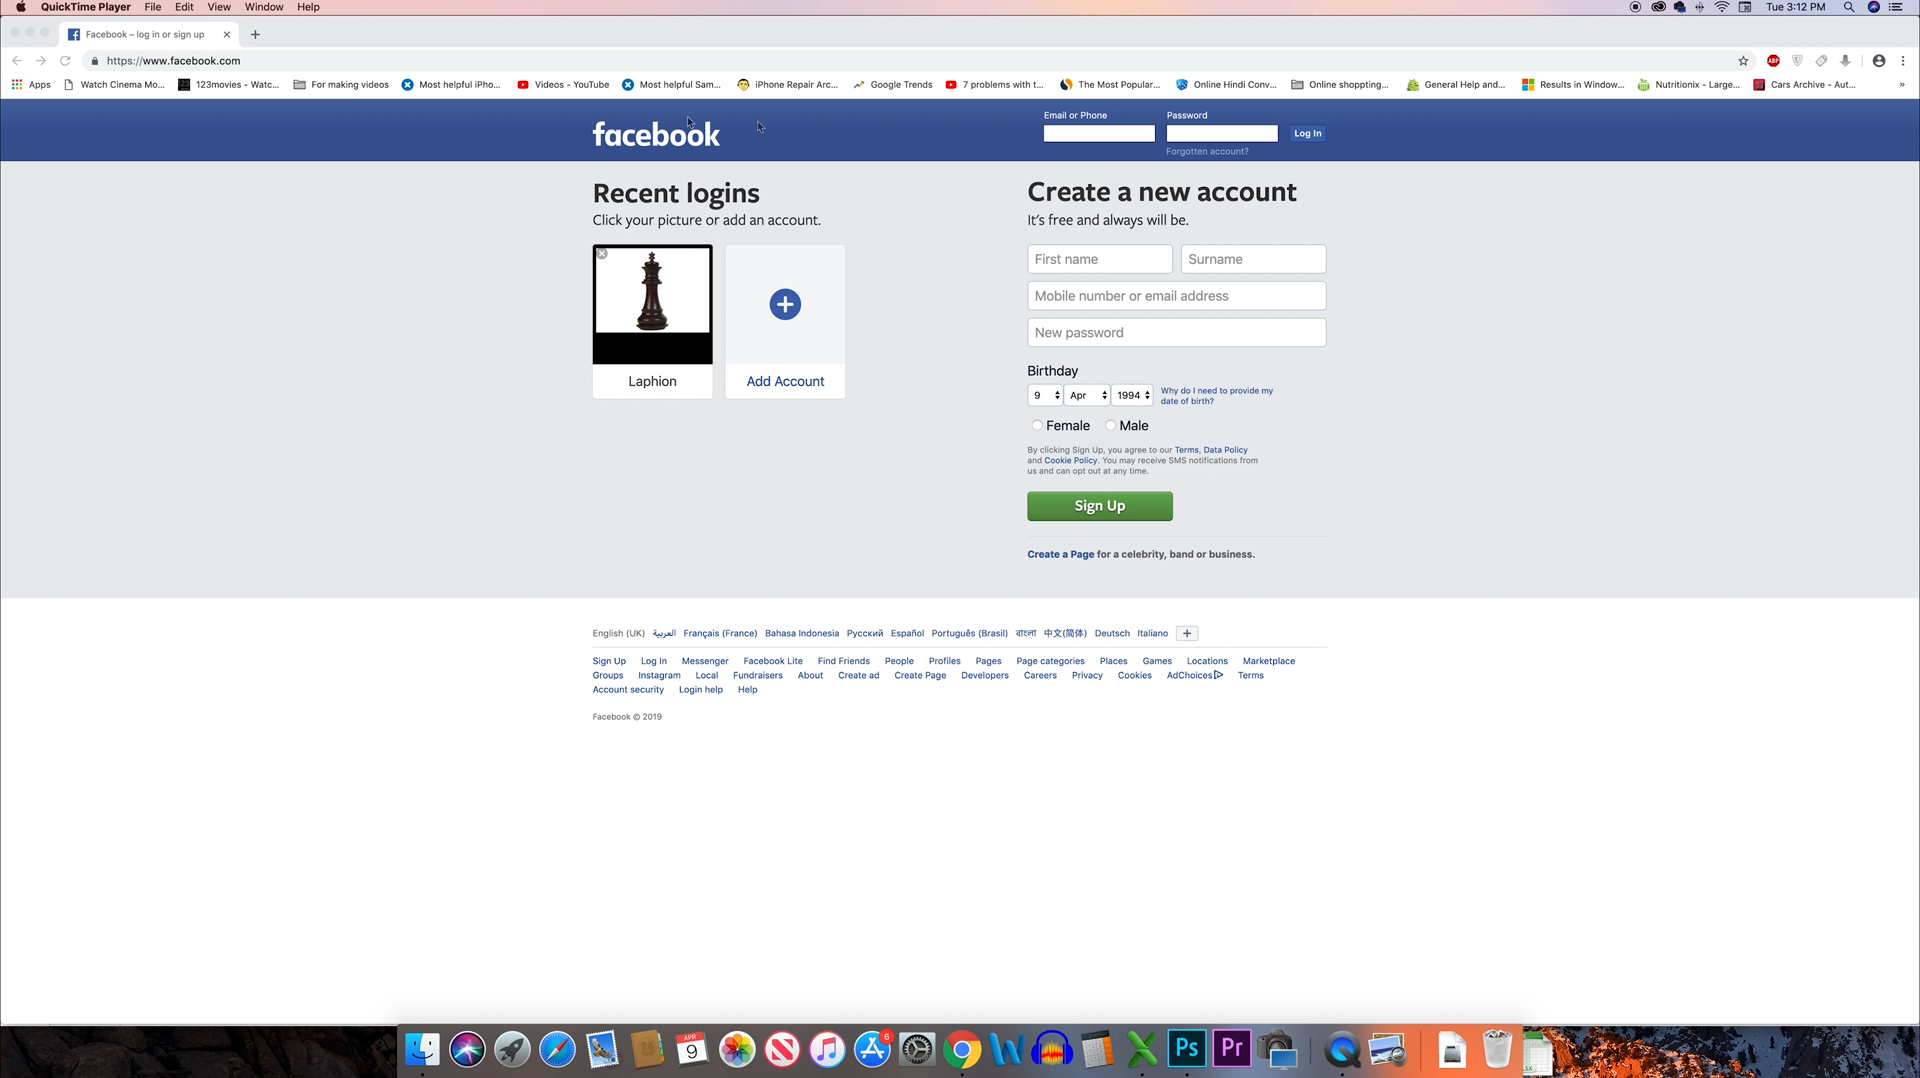 QuickTime Player File Edit View Window Help Tue 3:12 PM
Facebook – log in or sign up
https://www.facebook.com ABP
Apps Watch Cinema Mo... 123movies - Watc... For making videos Most helpful iPho... Videos - YouTube Most helpful Sam... iPhone Repair Arc... Google Trends 7 problems with t... The Most Popular... Online Hindi Conv... Online shoppting... General Help and... Results in Window... Nutritionix - Large... Cars Archive - Aut... »
facebook
Email or Phone Password
Log In
Forgotten account?
Recent logins
Click your picture or add an account.
Laphion Add Account
Create a new account
It's free and always will be.
First name Surname
Mobile number or email address
New password
Birthday
9 Apr 1994 Why do I need to provide my
date of birth?
Female Male
By clicking Sign Up, you agree to our Terms, Data Policy
and Cookie Policy. You may receive SMS notifications from
us and can opt out at any time.
Sign Up
Create a Page for a celebrity, band or business.
English (UK) العربية Français (France) Bahasa Indonesia Русский Español Português (Brasil) বাংলা 中文(简体) Deutsch Italiano
Sign Up Log In Messenger Facebook Lite Find Friends People Profiles Pages Page categories Places Games Locations Marketplace
Groups Instagram Local Fundraisers About Create ad Create Page Developers Careers Privacy Cookies AdChoices Terms
Account security Login help Help
Facebook © 2019
APR
9
6
Ps
Pr